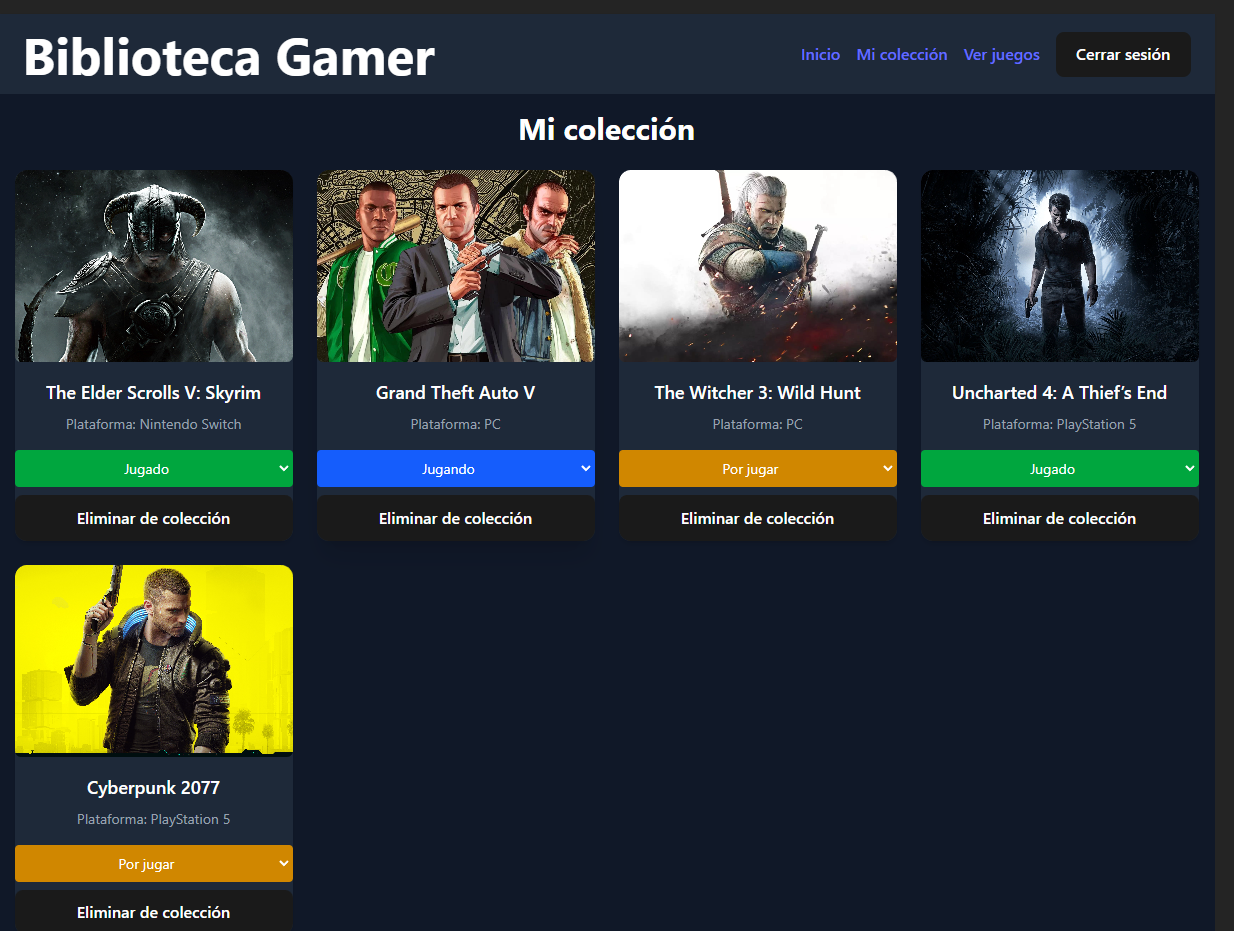 Biblioteca Gamer
Inicio Mi colección Ver juegos Cerrar sesión
Mi colección
The Elder Scrolls V: Skyrim
Plataforma: Nintendo Switch
Jugado
Eliminar de colección
Grand Theft Auto V
Plataforma: PC
Jugando
Eliminar de colección
The Witcher 3: Wild Hunt
Plataforma: PC
Por jugar
Eliminar de colección
Uncharted 4: A Thief’s End
Plataforma: PlayStation 5
Jugado
Eliminar de colección
Cyberpunk 2077
Plataforma: PlayStation 5
Por jugar
Eliminar de colección